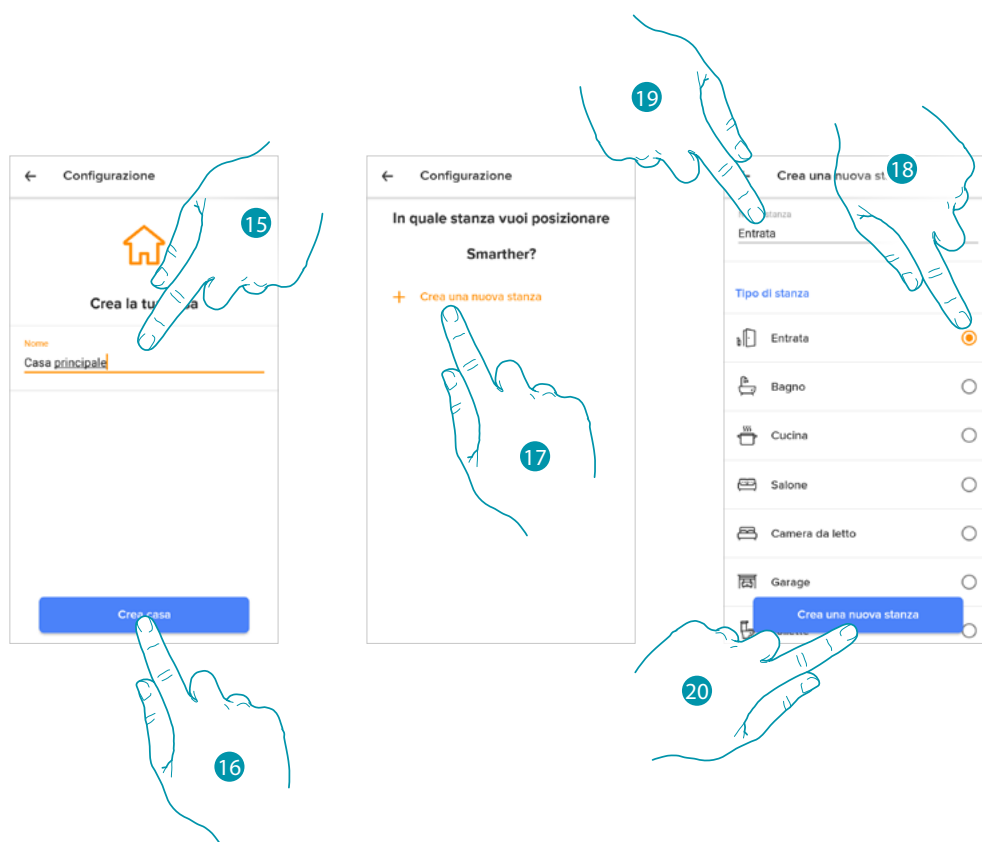 Configurazione
15
Crea la tu
Nome
Casa principale
Crea casa
16
Configurazione
In quale stanza vuoi posizionare
Smarther?
Crea una nuova stanza
17
19
18
Crea una nuova
stanza
Entrata
Tipo di stanza
Entrata
Bagno
Cucina
Salone
Camera da letto
Garage
Crea una nuova stanza
20